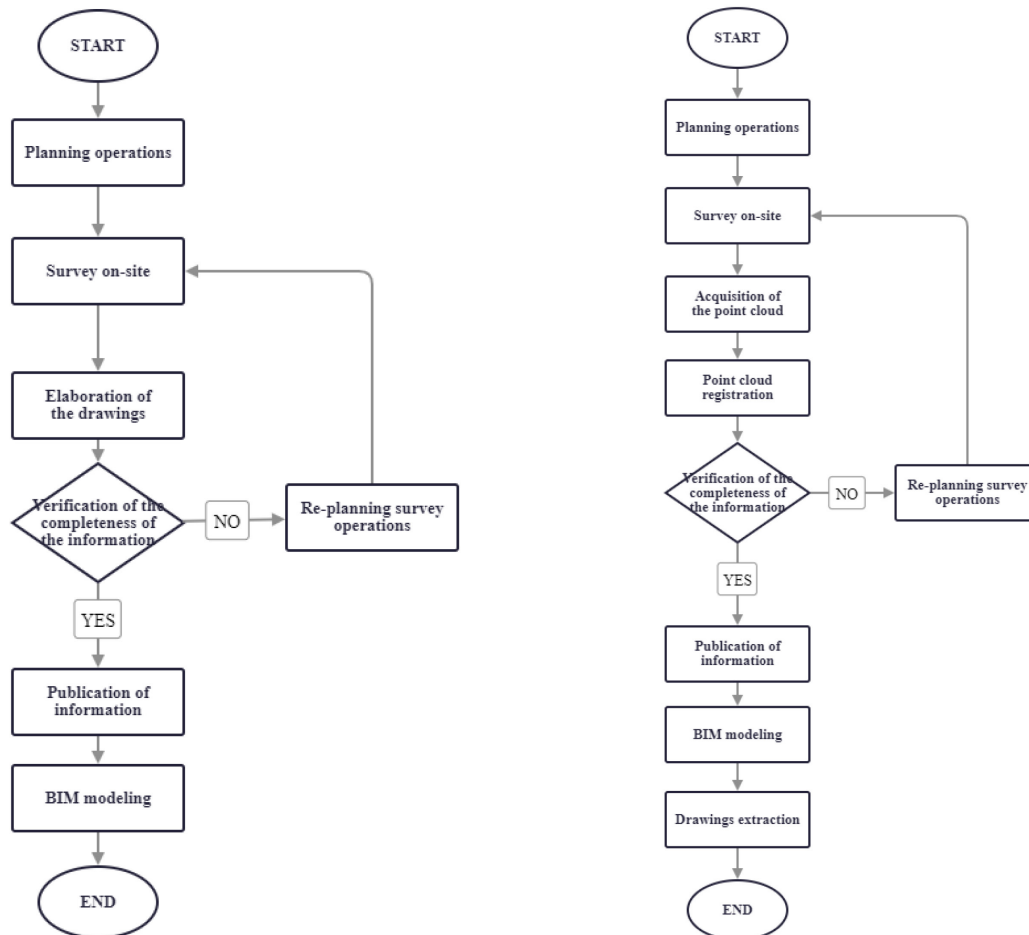 START
Planning operations
Survey on-site
Elaboration of
the drawings
Verification of the
completeness of
the information
NO
Re-planning survey
operations
YES
Publication of
information
BIM modeling
END
START
Planning operations
Survey on-site
Acquisition of
the point cloud
Point cloud
registration
Verification of the
completeness of
the information
NO
Re-planning survey
operations
YES
Publication of
information
BIM modeling
Drawings extraction
END